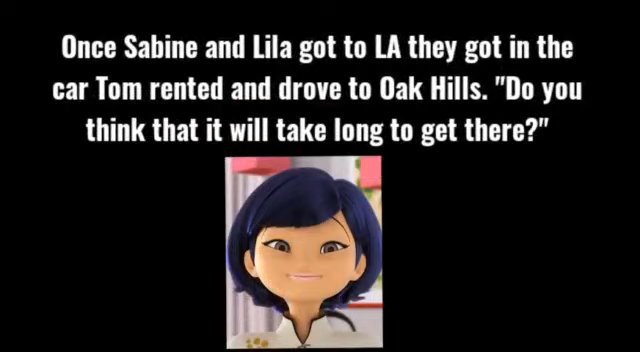 Once Sabine and Lila got to LA they got in the
car Tom rented and drove to Oak Hills. "Do you
think that it will take long to get there?"